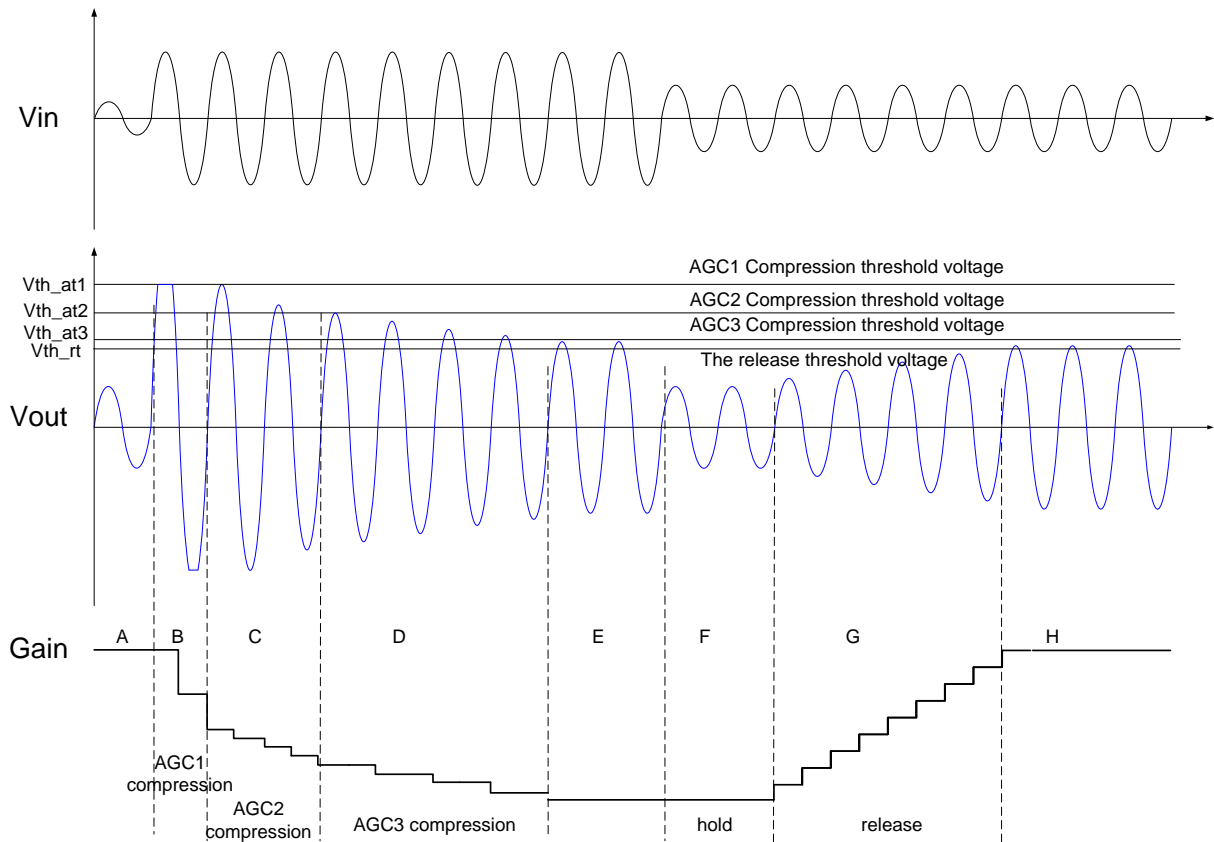 Vin
AGC1 Compression threshold voltage
Vth_at1
AGC2 Compression threshold voltage
Vth_at2
AGC3 Compression threshold voltage
Vth_at3
Vth_rt
The release threshold voltage
Vout
A B C D E F G H
Gain
AGC1
compression
AGC2
compression
AGC3 compression
hold
release